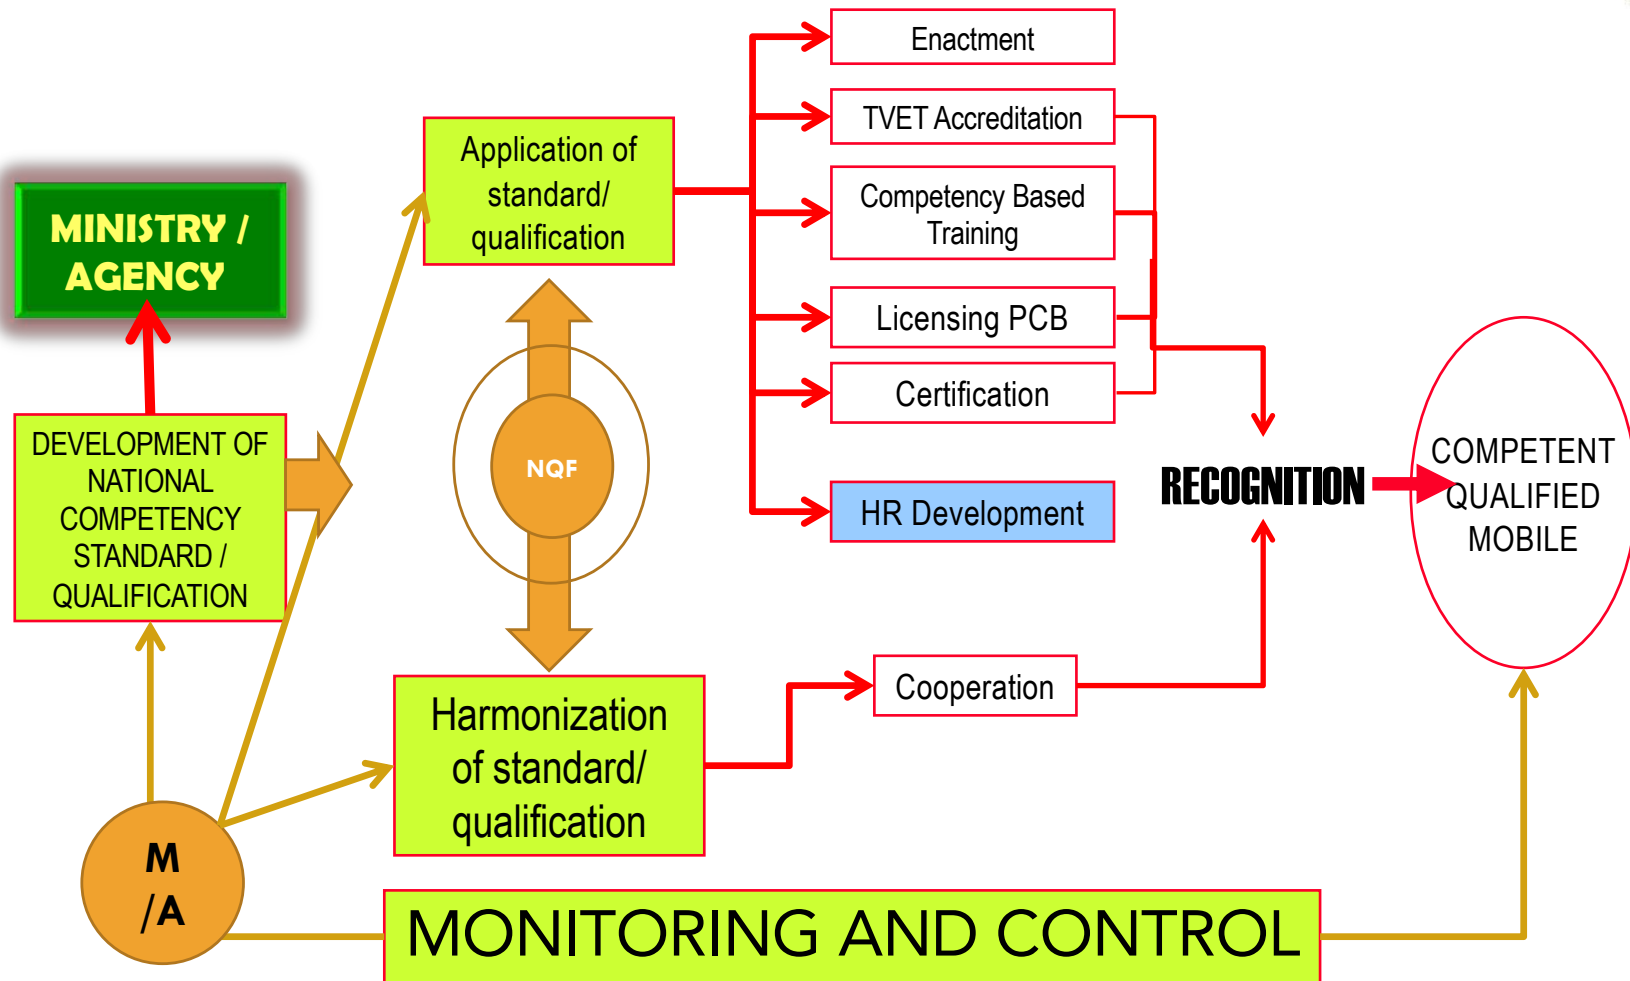 MINISTRY /
AGENCY
DEVELOPMENT OF
NATIONAL
COMPETENCY
STANDARD /
QUALIFICATION
M
/A
Application of
standard/
qualification
NQF
Harmonization
of standard/
qualification
Enactment
TVET Accreditation
Competency Based
Training
Licensing PCB
Certification
HR Development
Cooperation
RECOGNITION
COMPETENT
QUALIFIED
MOBILE
MONITORING AND CONTROL